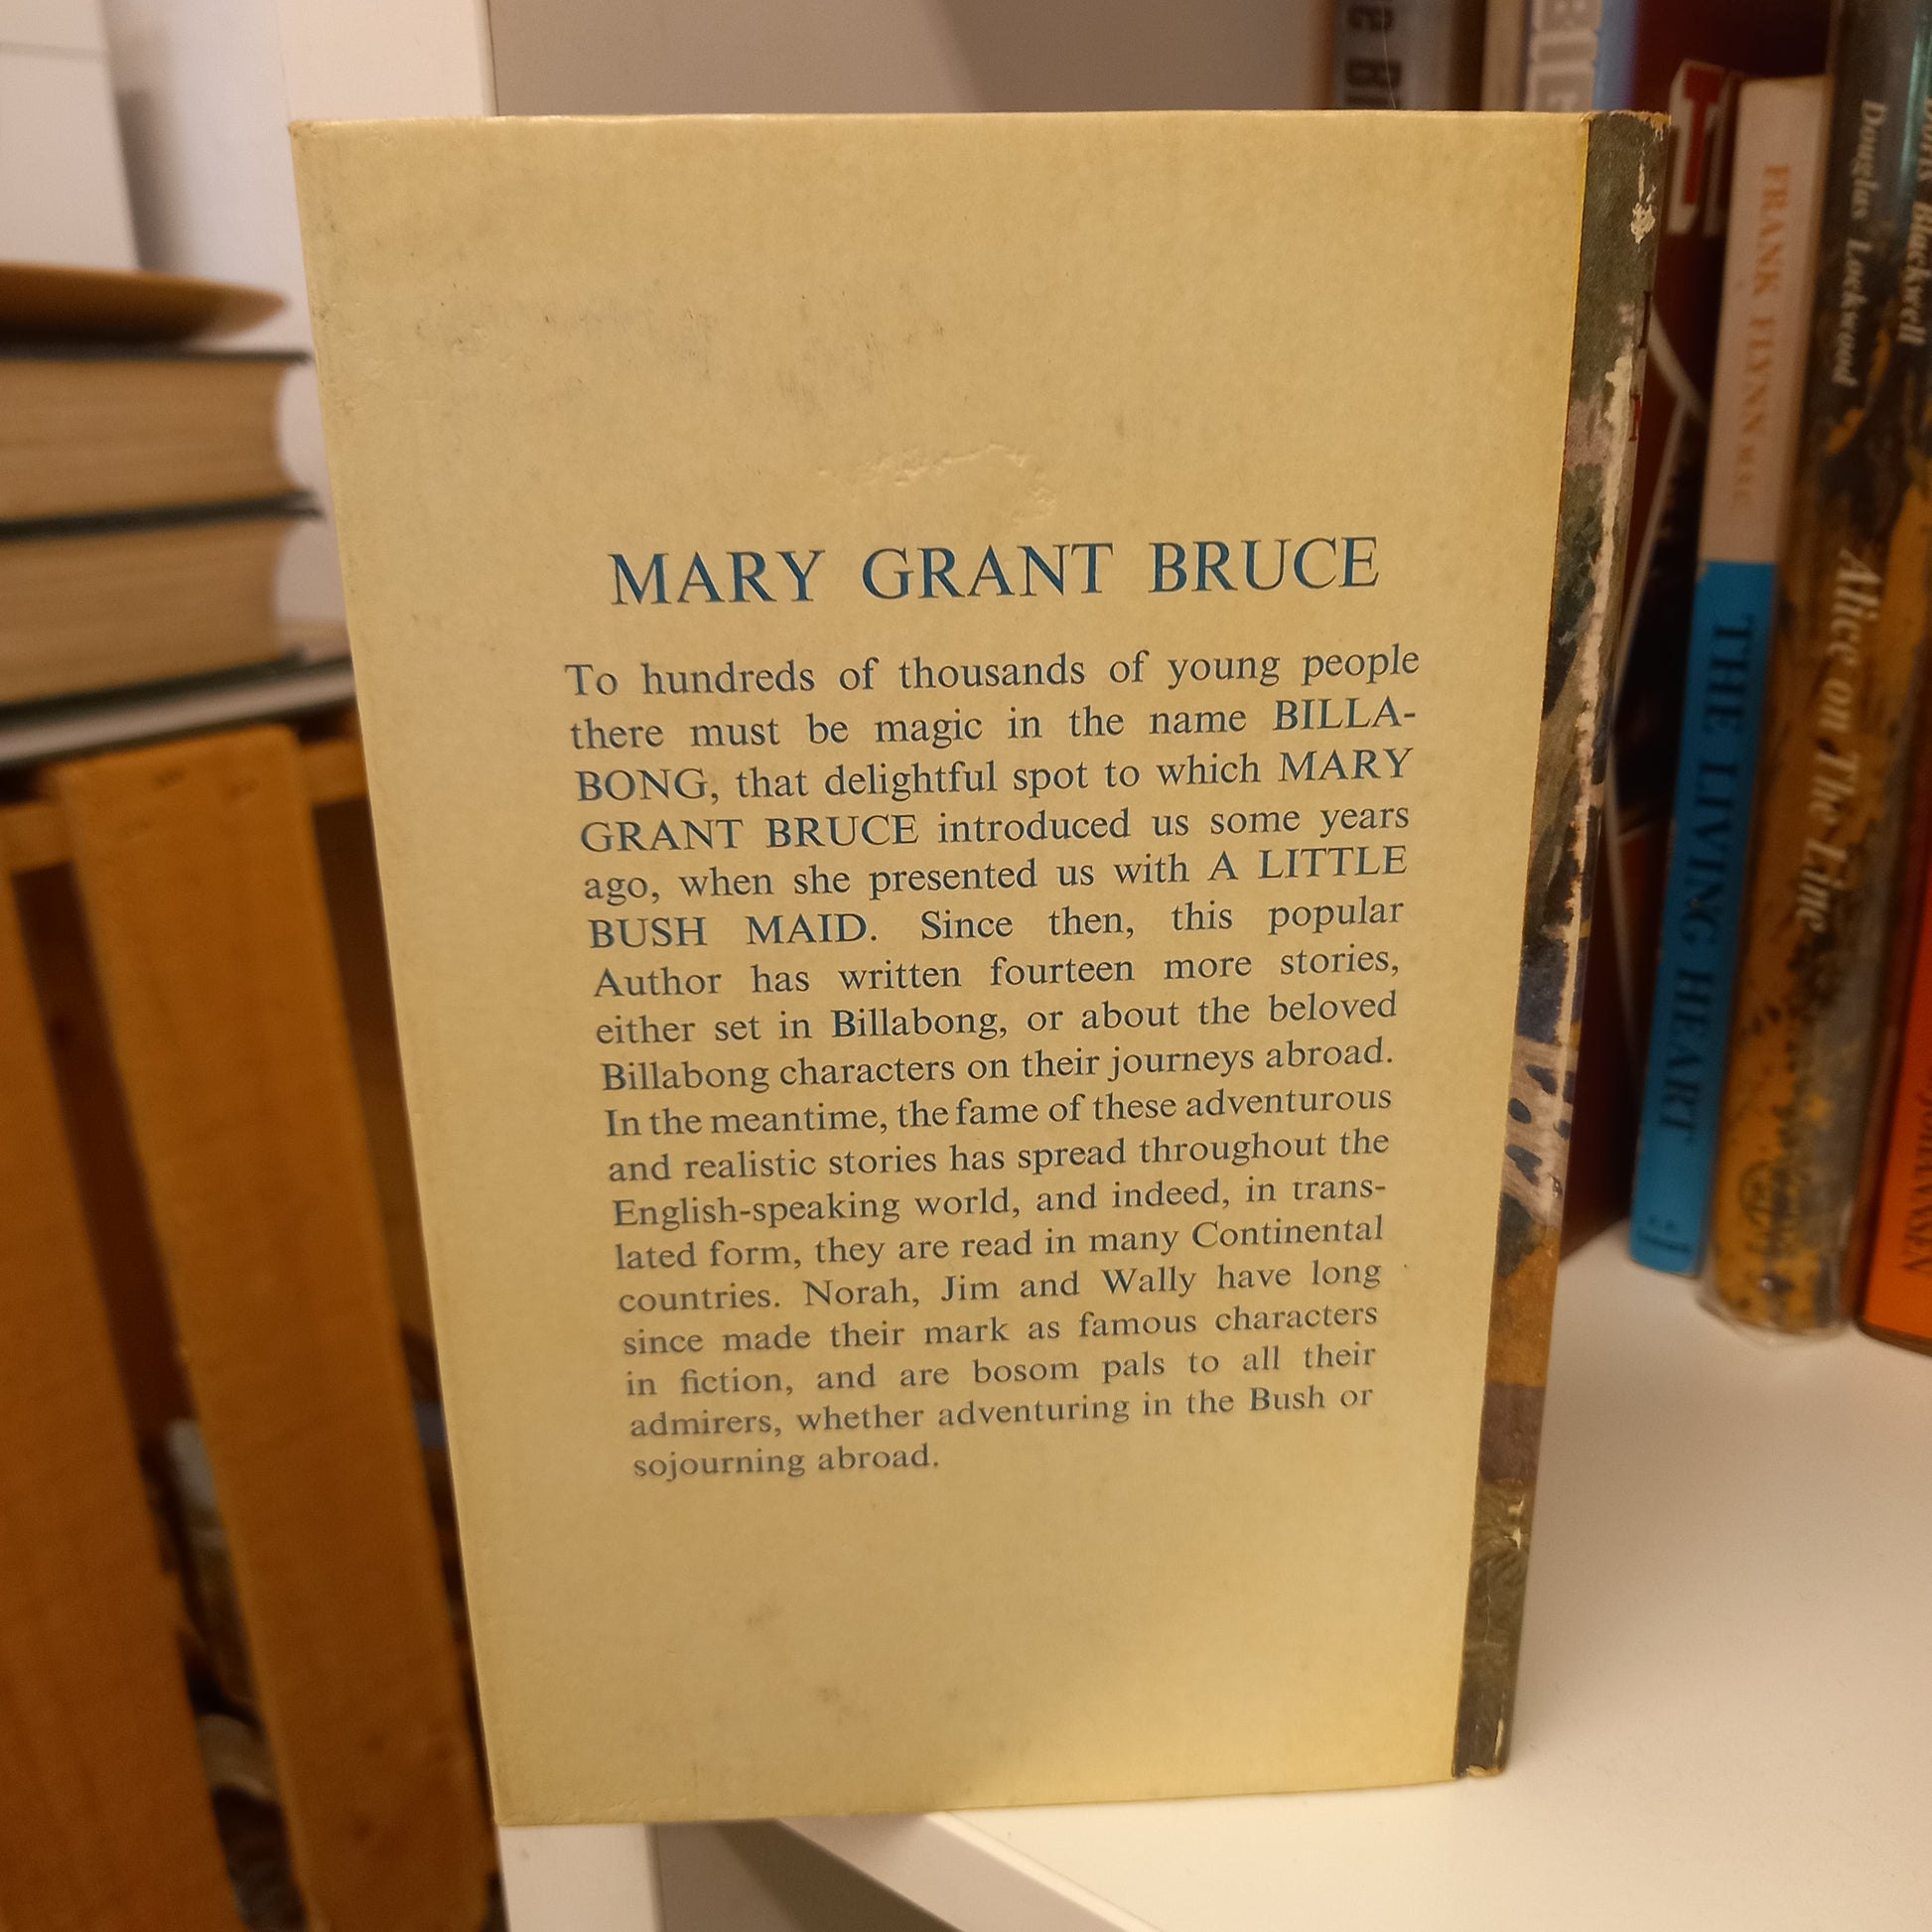 MARY GRANT BRUCE
To hundreds of thousands of young people
there must be magic in the name BILLA-
BONG, that delightful spot to which MARY
GRANT BRUCE introduced us some years
ago, when she presented us with A LITTLE
BUSH MAID. Since then, this popular
Author has written fourteen more stories,
either set in Billabong, or about the beloved
Billabong characters on their journeys abroad.
In the meantime, the fame of these adventurous
and realistic stories has spread throughout the
English-speaking world, and indeed, in trans-
lated form, they are read in many Continental
countries. Norah, Jim and Wally have long
since made their mark as famous characters
in fiction, and are bosom pals to all their
admirers, whether adventuring in the Bush or
sojourning abroad.
FRANK FLYNN M.S.C.
THE LIVING HEART
Douglas Lockwood
Blackwell
Alice on The Line